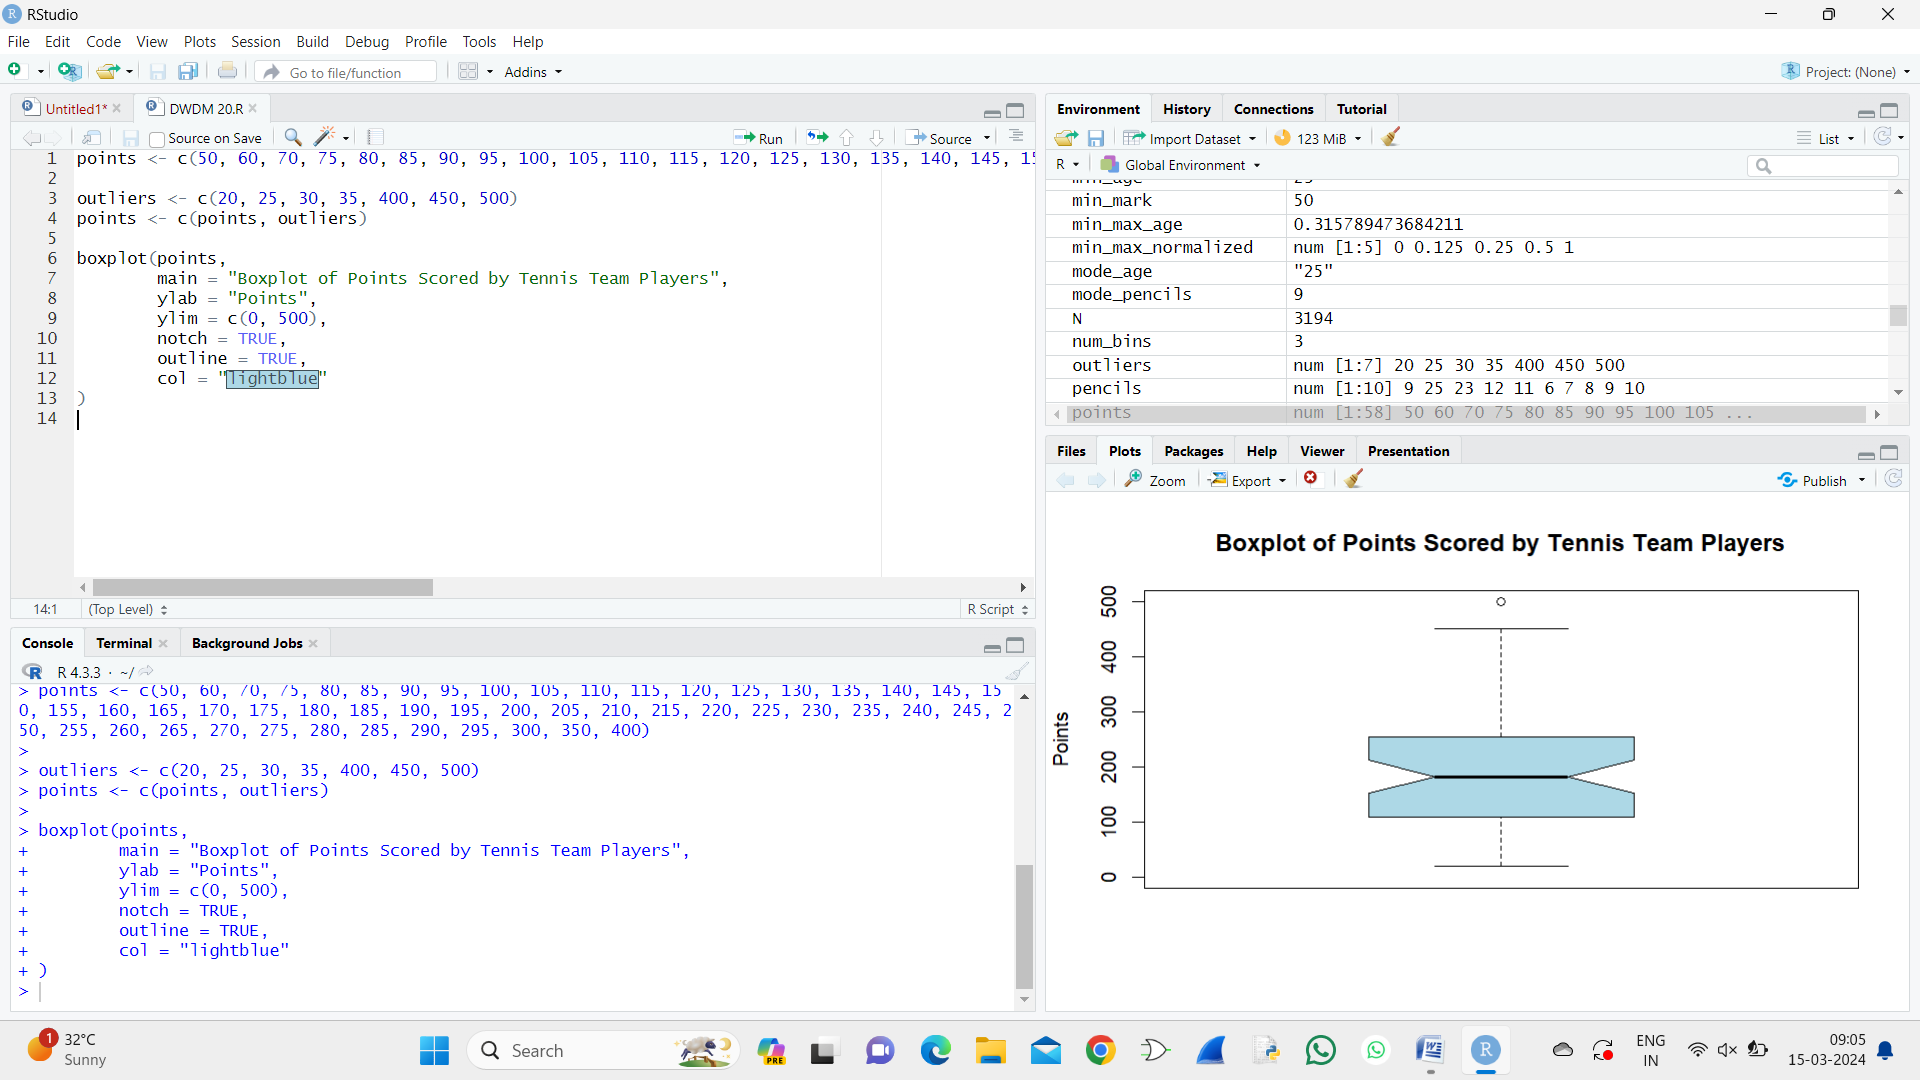 RStudio
File Edit Code View Plots Session Build Debug Profile Tools Help
Go to file/function Addins Project: (None)
Untitled1* DWDM 20.R
Source on Save Run Source
1 points <- c(50, 60, 70, 75, 80, 85, 90, 95, 100, 105, 110, 115, 120, 125, 130, 135, 140, 145, 15
2
3 outliers <- c(20, 25, 30, 35, 400, 450, 500)
4 points <- c(points, outliers)
5
6 boxplot(points,
7 main = "Boxplot of Points Scored by Tennis Team Players",
8 ylab = "Points",
9 ylim = c(0, 500),
10 notch = TRUE,
11 outline = TRUE,
12 col = "lightblue"
13 )
14
14:1 (Top Level) R Script
Console Terminal Background Jobs
R 4.3.3 · ~/
> points <- c(50, 60, 70, 75, 80, 85, 90, 95, 100, 105, 110, 115, 120, 125, 130, 135, 140, 145, 15
0, 155, 160, 165, 170, 175, 180, 185, 190, 195, 200, 205, 210, 215, 220, 225, 230, 235, 240, 245, 2
50, 255, 260, 265, 270, 275, 280, 285, 290, 295, 300, 350, 400)
>
> outliers <- c(20, 25, 30, 35, 400, 450, 500)
> points <- c(points, outliers)
>
> boxplot(points,
+ main = "Boxplot of Points Scored by Tennis Team Players",
+ ylab = "Points",
+ ylim = c(0, 500),
+ notch = TRUE,
+ outline = TRUE,
+ col = "lightblue"
+ )
>
Environment History Connections Tutorial
Import Dataset 123 MiB List
R Global Environment
min_mark 50
min_max_age 0.315789473684211
min_max_normalized num [1:5] 0 0.125 0.25 0.5 1
mode_age "25"
mode_pencils 9
N 3194
num_bins 3
outliers num [1:7] 20 25 30 35 400 450 500
pencils num [1:10] 9 25 23 12 11 6 7 8 9 10
points num [1:58] 50 60 70 75 80 85 90 95 100 105 ...
Files Plots Packages Help Viewer Presentation
Zoom Export Publish
Boxplot of Points Scored by Tennis Team Players
Points
500
400
300
200
100
0
1 32°C
Sunny
Search
PRE
ENG
IN
09:05
15-03-2024